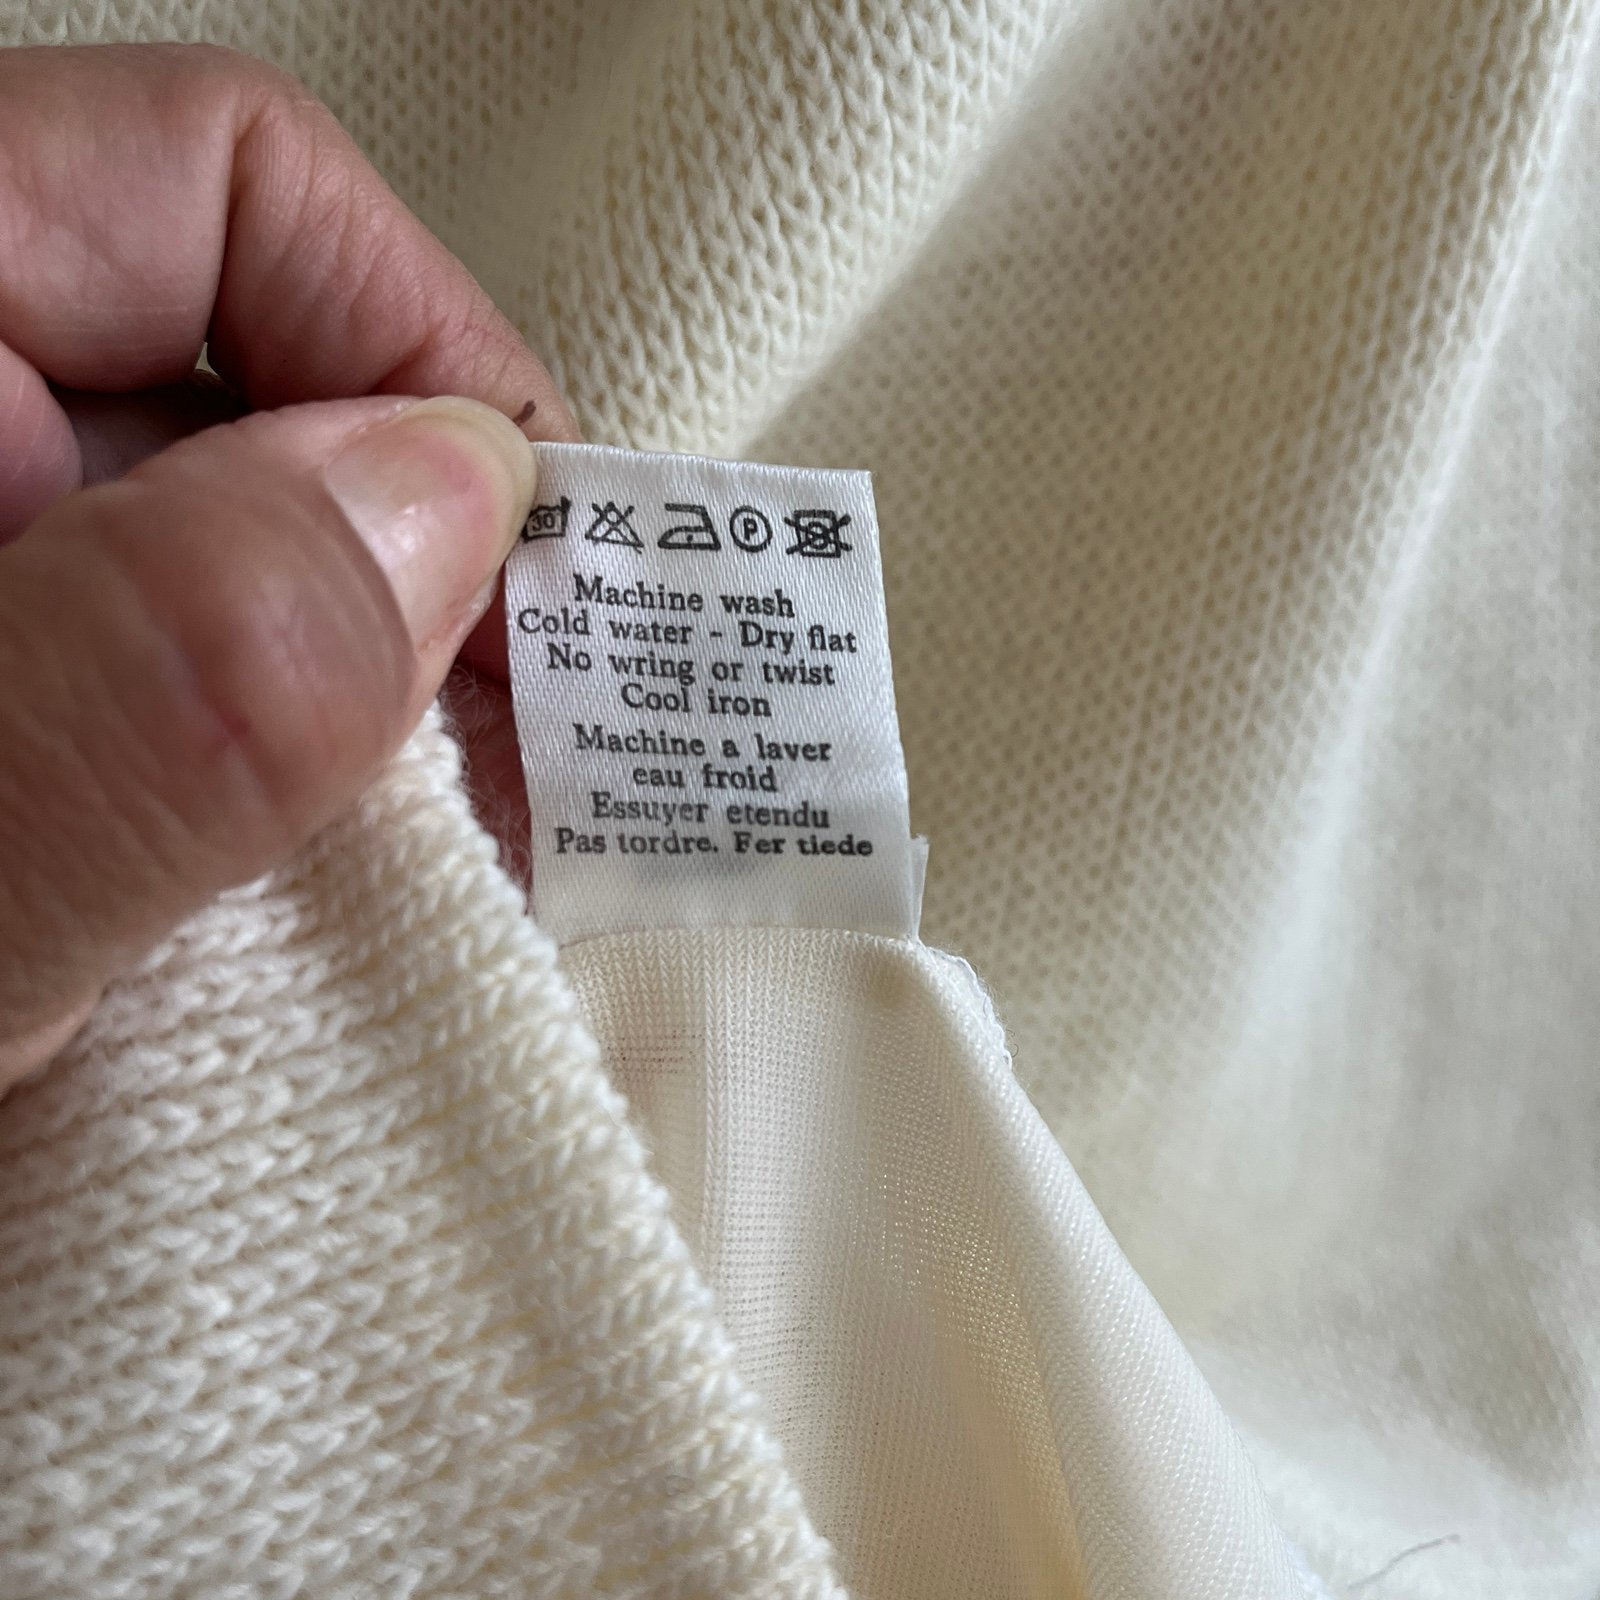 30 P
Machine wash
Cold water - Dry flat
No wring or twist
Cool iron
Machine a laver
eau froid
Essuyer etendu
Pas tordre. Fer tiede